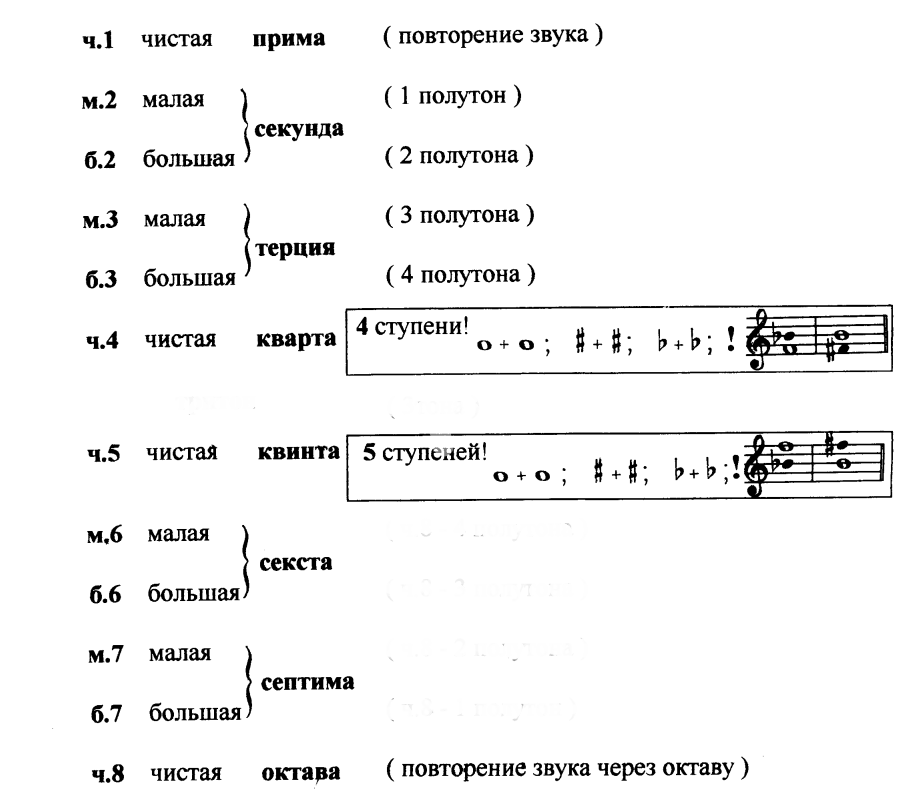 ч.1 чистая прима ( повторение звука )
м.2 малая ( 1 полутон )
секунда
б.2 большая ( 2 полутона )
м.3 малая ( 3 полутона )
терция
б.3 большая ( 4 полутона )
ч.4 чистая кварта 4 ступени!
o + o ; # + #; ♭ + ♭; !
ч.5 чистая квинта 5 ступеней!
o + o ; # + #; ♭ + ♭; !
м.6 малая
секста
б.6 большая
м.7 малая
септима
б.7 большая
ч.8 чистая октава ( повторение звука через октаву )